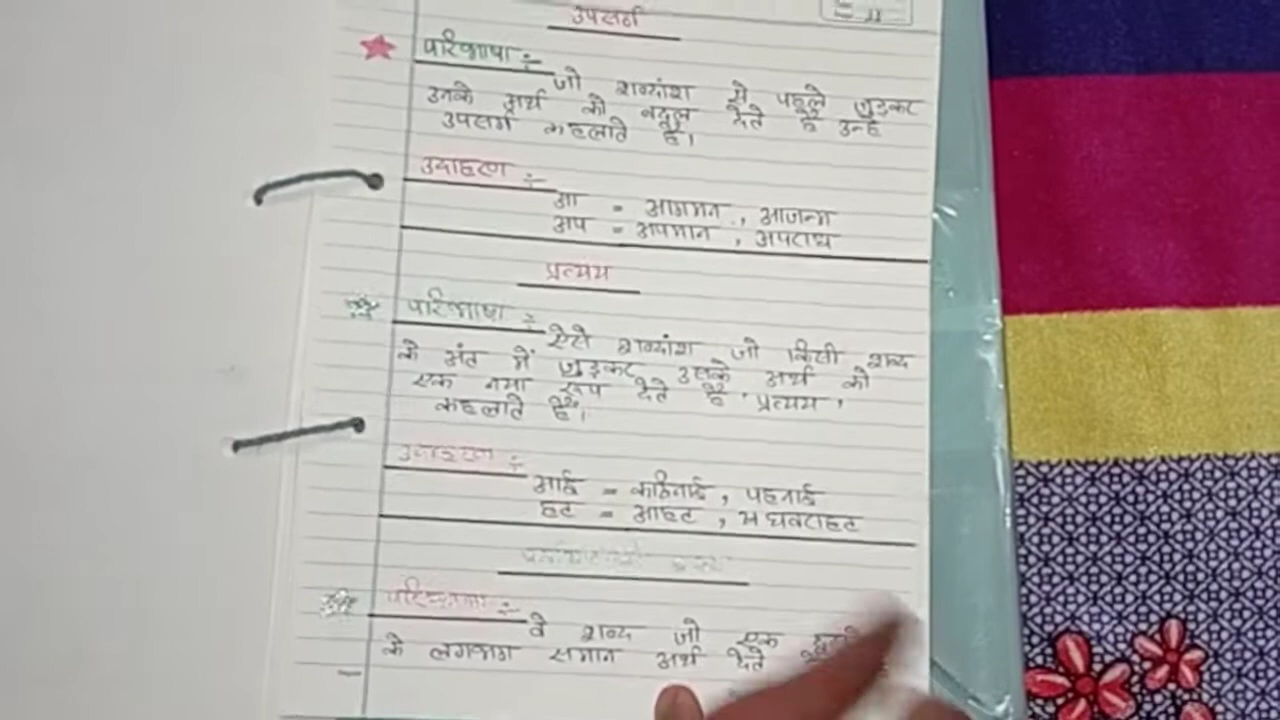 उपसर्ग
परिभाषा ÷
जो शब्दांश से पहले जुड़कर
उनके अर्थ को बदल देते है उन्हे
उपसर्ग कहलाते है।
उदाहरण ÷
आ = आगमन , आजन्म
अप = अपमान , अपराध
प्रत्यय
परिभाषा ÷
ऐसे शब्दांश जो किसी शब्द
के अंत में जुड़कर उसके अर्थ को
एक नया रूप देते है 'प्रत्यय'
कहलाते हैं।
उदाहरण ÷
आई = कठिनाई , पहनाई
हट = आहट , घबराहट
परिभाषा ÷
वे शब्द जो एक
के लगभग समान अर्थ देते